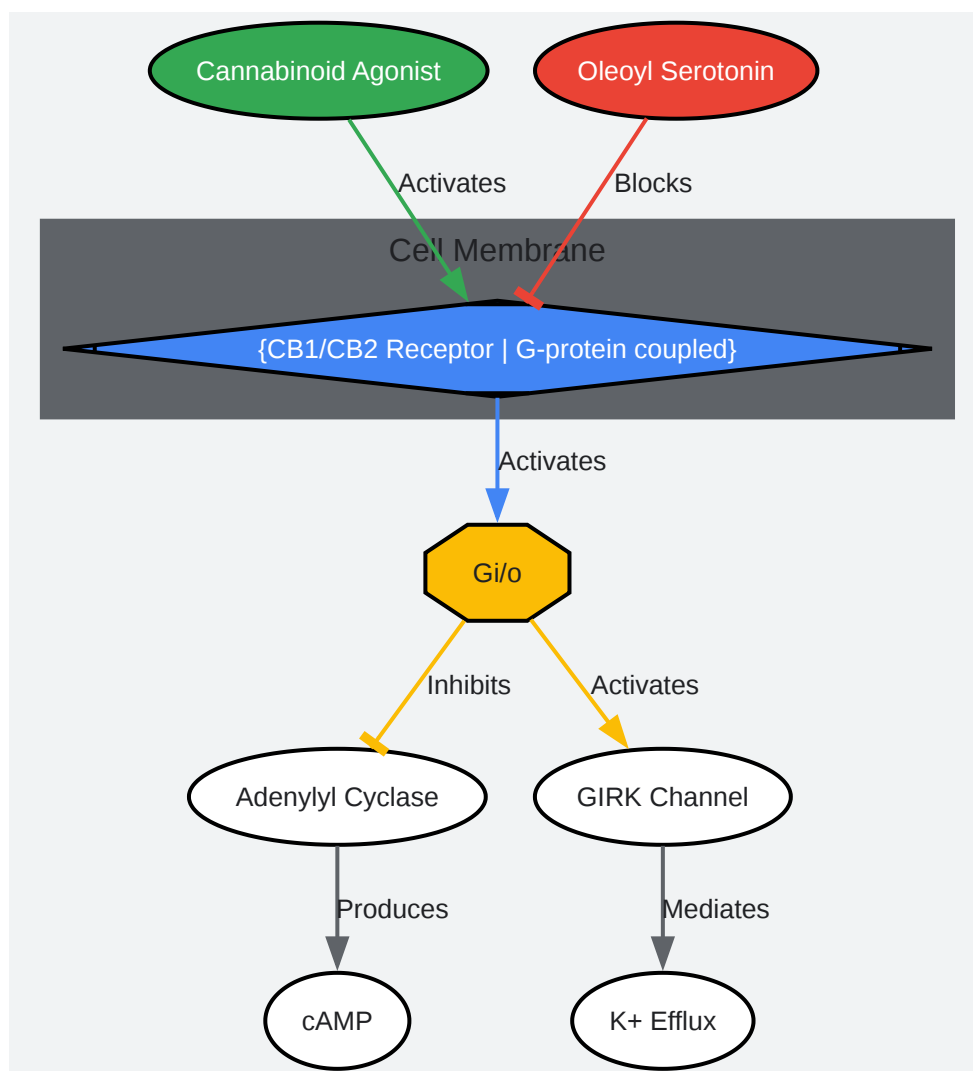 Cannabinoid Agonist
Oleoyl Serotonin
Activates
Blocks
Cell Membrane
{CB1/CB2 Receptor | G-protein coupled}
Activates
Gi/o
Inhibits
Activates
Adenylyl Cyclase
GIRK Channel
Produces
Mediates
cAMP
K+ Efflux